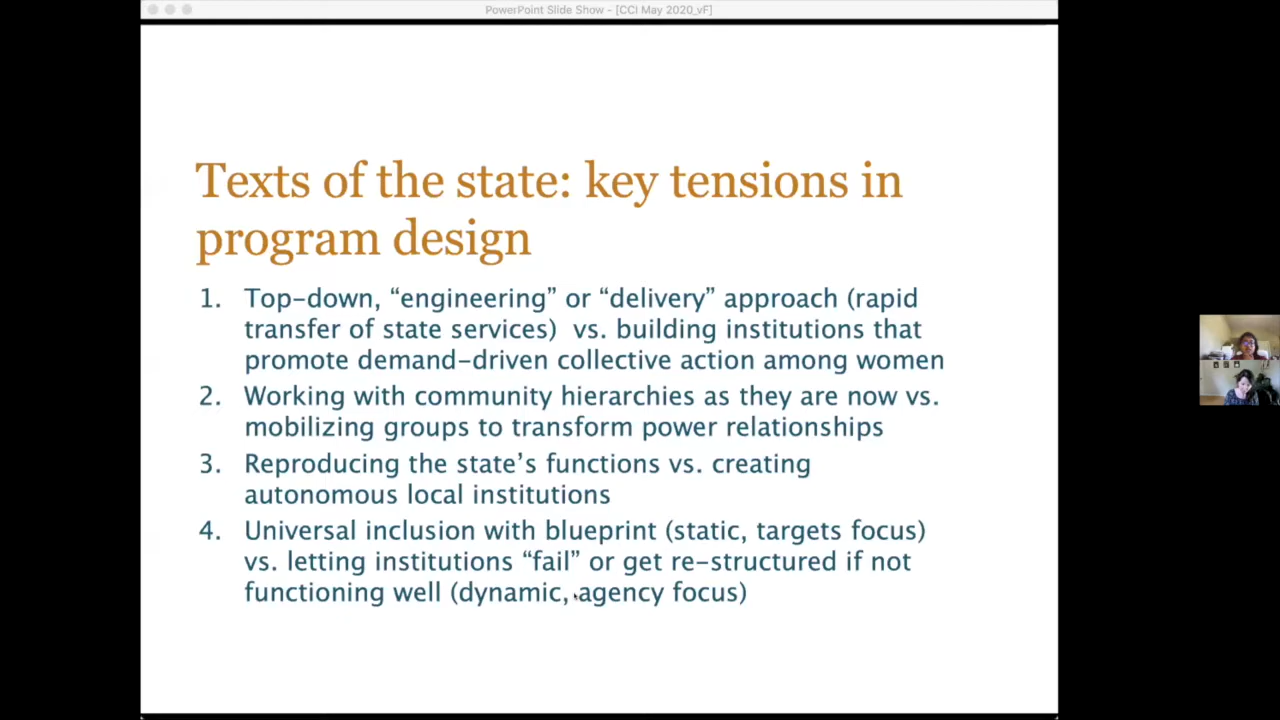 PowerPoint Slide Show - [CCI May 2020_vF]
Texts of the state: key tensions in
program design
1. Top-down, “engineering” or “delivery” approach (rapid
transfer of state services) vs. building institutions that
promote demand-driven collective action among women
2. Working with community hierarchies as they are now vs.
mobilizing groups to transform power relationships
3. Reproducing the state’s functions vs. creating
autonomous local institutions
4. Universal inclusion with blueprint (static, targets focus)
vs. letting institutions “fail” or get re-structured if not
functioning well (dynamic, agency focus)